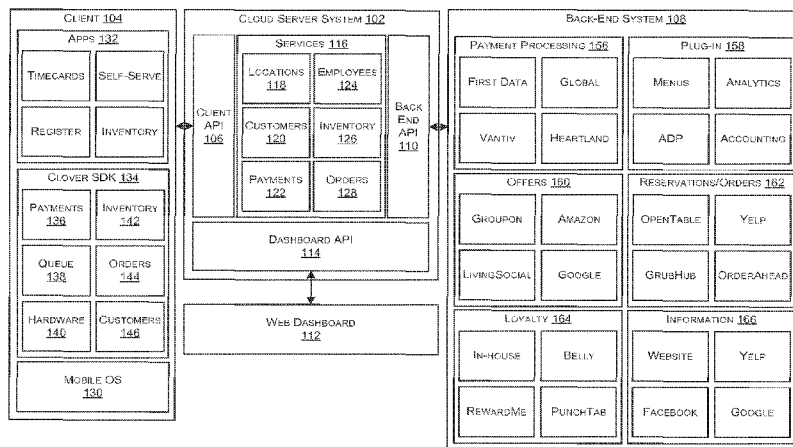 CLIENT 104
APPS 132
TIMECARDS
SELF-SERVE
REGISTER
INVENTORY
CLOVER SDK 134
PAYMENTS
136
INVENTORY
142
QUEUE
138
ORDERS
144
HARDWARE
140
CUSTOMERS
146
MOBILE OS
130
CLOUD SERVER SYSTEM 102
CLIENT
API
106
SERVICES 116
LOCATIONS
118
EMPLOYEES
124
CUSTOMERS
120
INVENTORY
126
PAYMENTS
122
ORDERS
128
BACK
END
API
110
DASHBOARD API
114
WEB DASHBOARD
112
BACK-END SYSTEM 108
PAYMENT PROCESSING 156
FIRST DATA
GLOBAL
VANTIV
HEARTLAND
PLUG-IN 158
MENUS
ANALYTICS
ADP
ACCOUNTING
OFFERS 160
GROUPON
AMAZON
LIVINGSOCIAL
GOOGLE
RESERVATIONS/ORDERS 162
OPENTABLE
YELP
GRUBHUB
ORDERAHEAD
LOYALTY 164
IN-HOUSE
BELLY
REWARDME
PUNCHTAB
INFORMATION 166
WEBSITE
YELP
FACEBOOK
GOOGLE